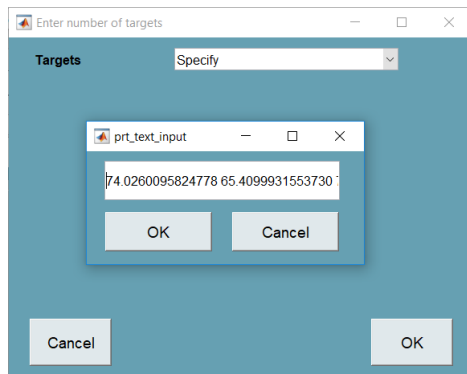 Enter number of targets
Targets Specify
prt_text_input
74.0260095824778 65.4099931553730
OK Cancel
Cancel OK